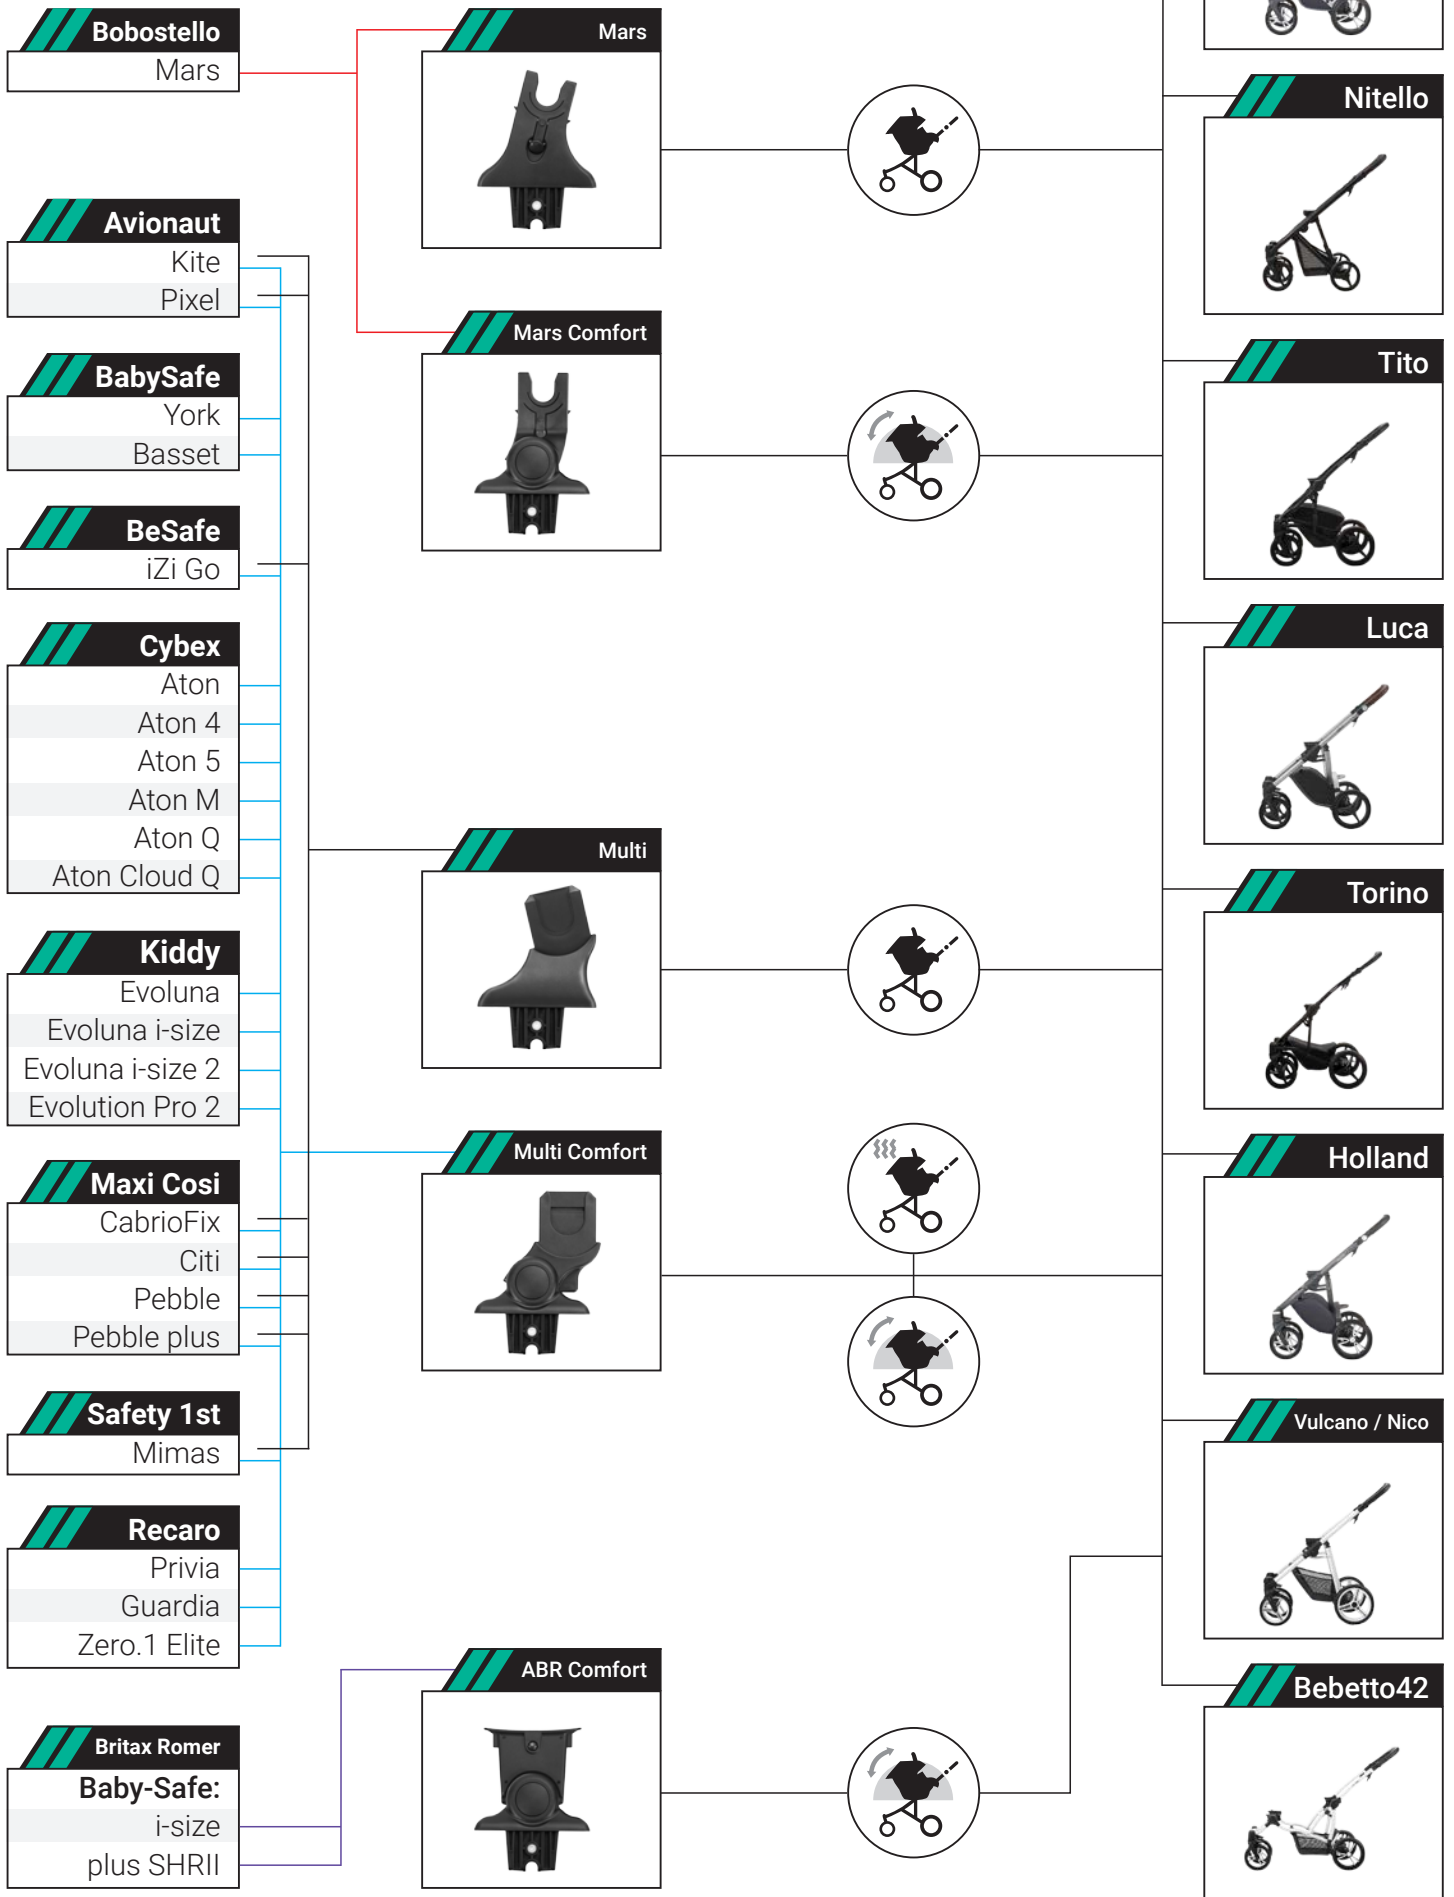 Bobostello
Mars
Avionaut
Kite
Pixel
BabySafe
York
Basset
BeSafe
iZi Go
Cybex
Aton
Aton 4
Aton 5
Aton M
Aton Q
Aton Cloud Q
Kiddy
Evoluna
Evoluna i-size
Evoluna i-size 2
Evolution Pro 2
Maxi Cosi
CabrioFix
Citi
Pebble
Pebble plus
Safety 1st
Mimas
Recaro
Privia
Guardia
Zero.1 Elite
Britax Romer
Baby-Safe:
i-size
plus SHRII
Mars
Mars Comfort
Multi
Multi Comfort
ABR Comfort
Nitello
Tito
Luca
Torino
Holland
Vulcano / Nico
Bebetto42